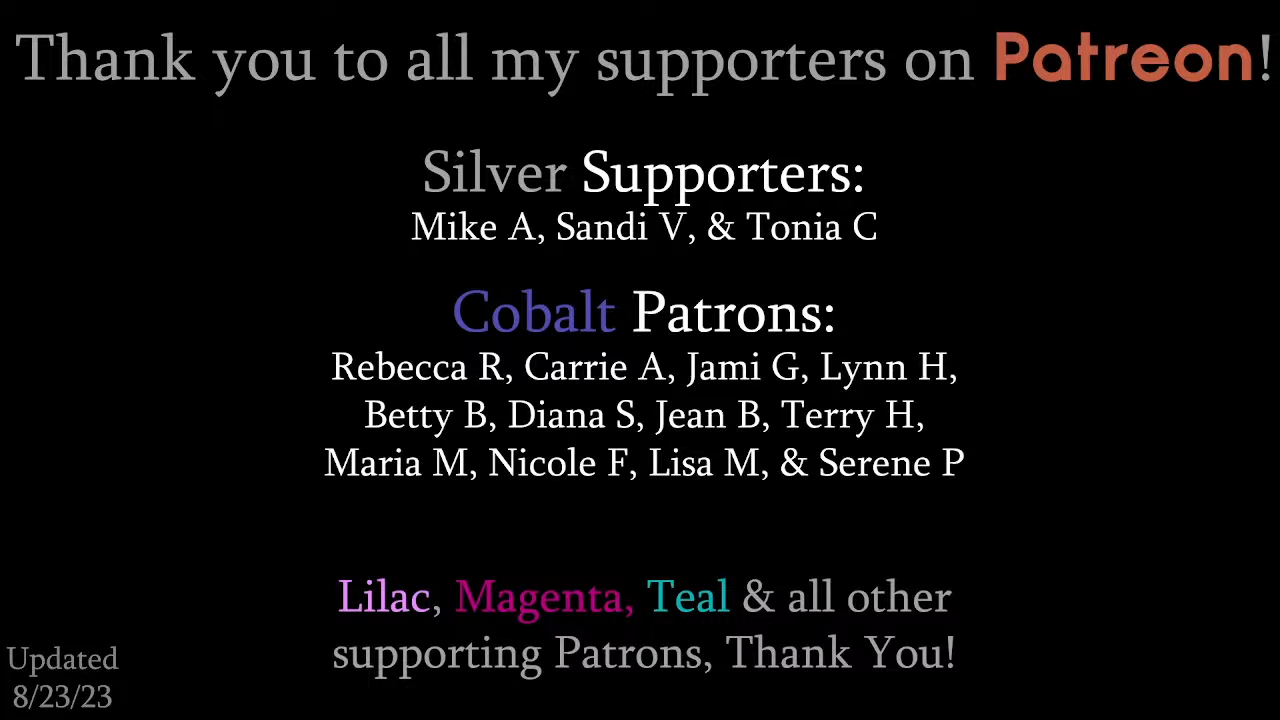 Thank you to all my supporters on Patreon!
Silver Supporters:
Mike A, Sandi V, & Tonia C
Cobalt Patrons:
Rebecca R, Carrie A, Jami G, Lynn H,
Betty B, Diana S, Jean B, Terry H,
Maria M, Nicole F, Lisa M, & Serene P
Lilac, Magenta, Teal & all other
supporting Patrons, Thank You!
Updated
8/23/23